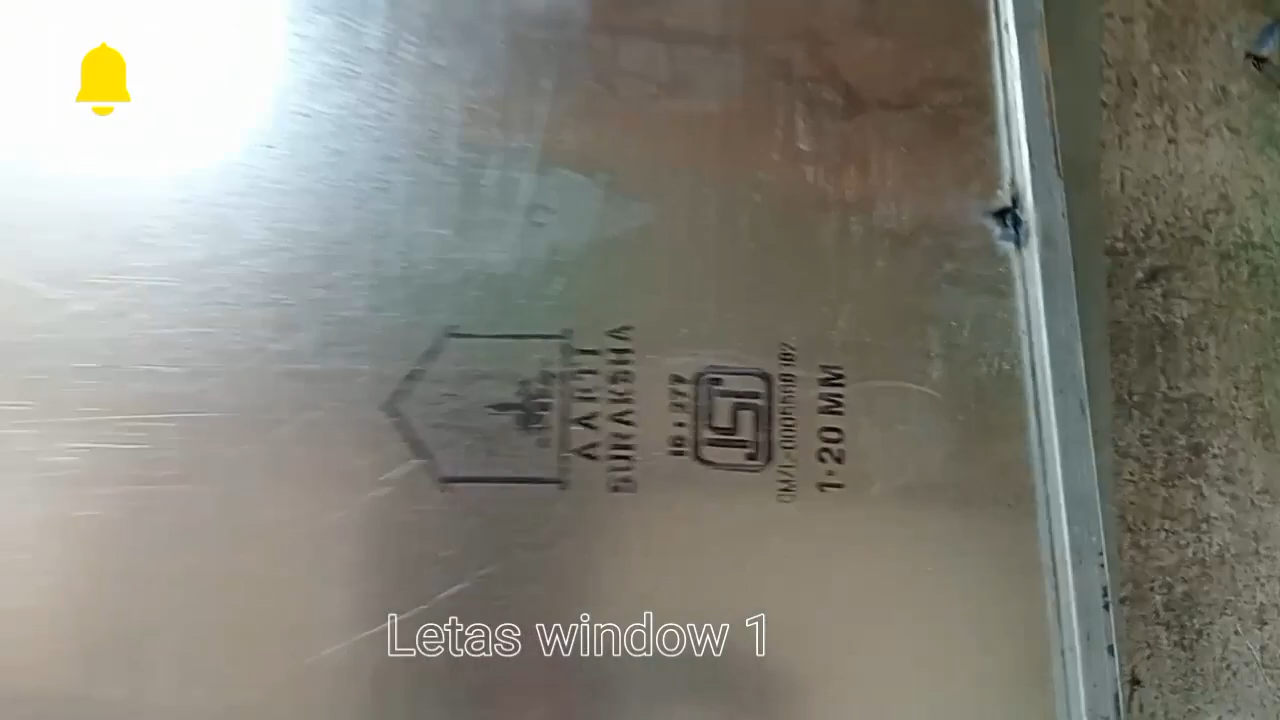 AARTI
SURAKSHA
IS:277
ISI
1·20 MM
Letas window 1